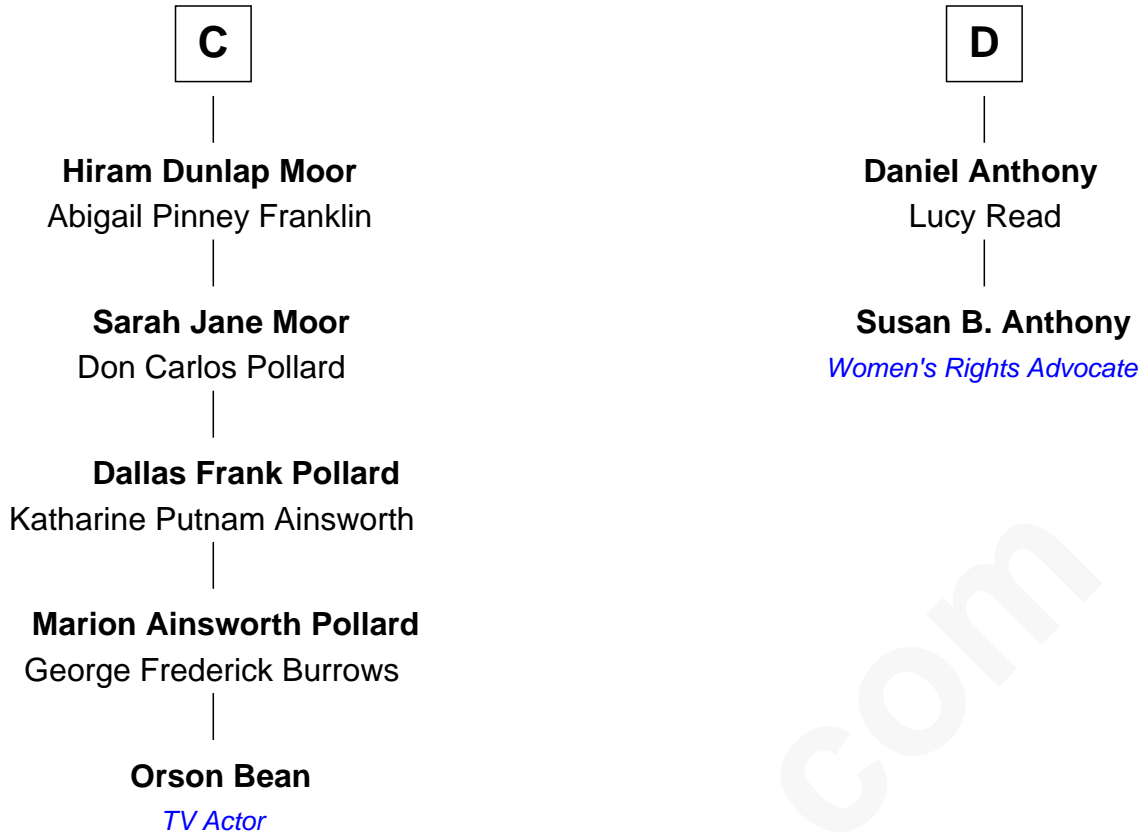 C
Hiram Dunlap Moor
Abigail Pinney Franklin
Sarah Jane Moor
Don Carlos Pollard
Dallas Frank Pollard
Katharine Putnam Ainsworth
Marion Ainsworth Pollard
George Frederick Burrows
Orson Bean
TV Actor
D
Daniel Anthony
Lucy Read
Susan B. Anthony
Women's Rights Advocate
com